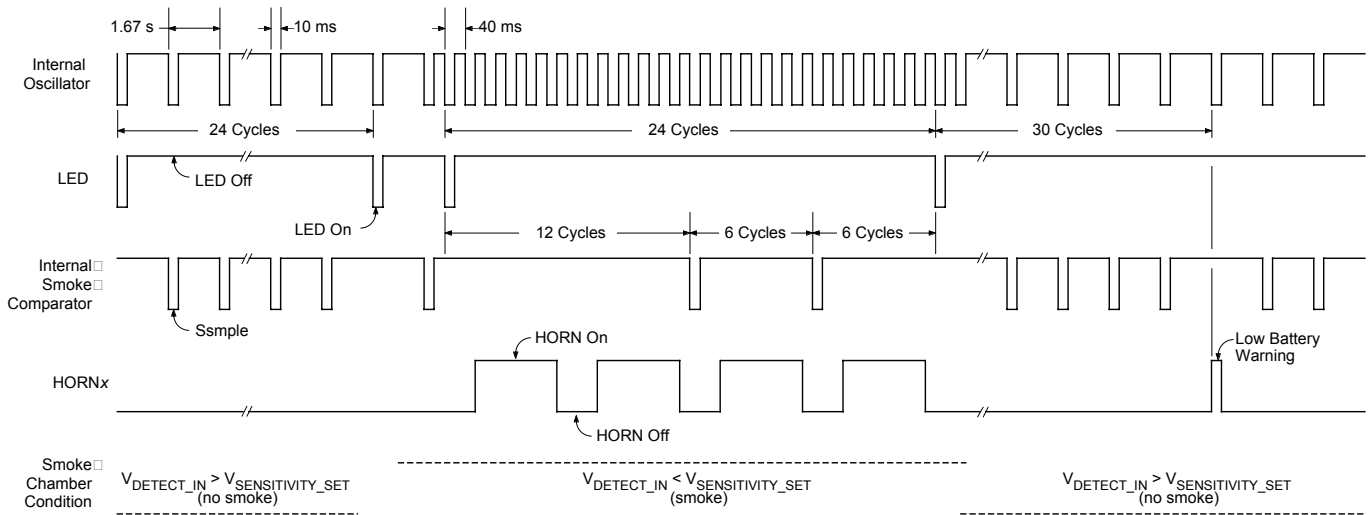 1.67 s
10 ms
40 ms
Internal
Oscillator
24 Cycles
24 Cycles
30 Cycles
LED
LED Off
LED On
12 Cycles
6 Cycles
6 Cycles
Internal□
Smoke□
Comparator
Ssmple
HORN On
HORNx
HORN Off
Low Battery
Warning
Smoke□
Chamber
Condition
VDETECT_IN > VSENSITIVITY_SET
(no smoke)
VDETECT_IN < VSENSITIVITY_SET
(smoke)
VDETECT_IN > VSENSITIVITY_SET
(no smoke)